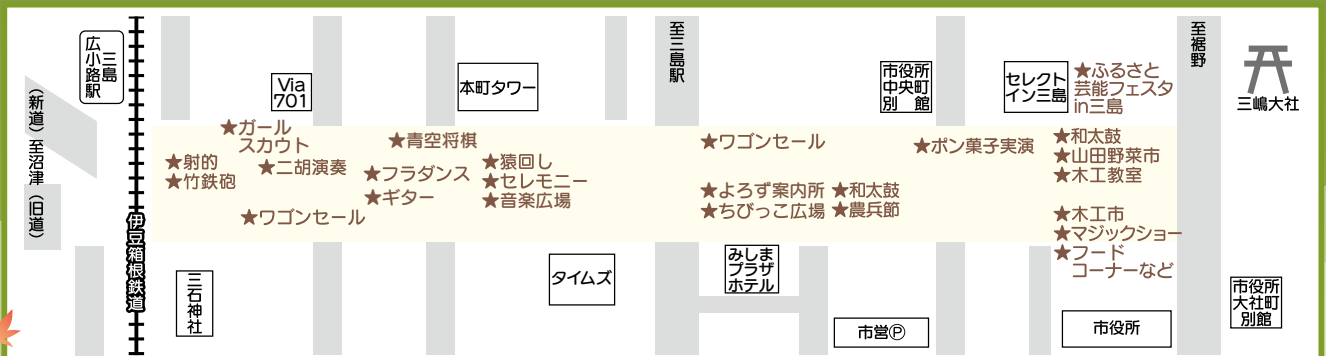 三島
広小路駅
（新道）至沼津（旧道）
伊豆箱根鉄道
Via
701
本町タワー
至三島駅
市役所
中央町
別館
セレクト
イン三島
★ふるさと
芸能フェスタ
in三島
至裾野
三嶋大社
★ガール
スカウト
★射的
★竹鉄砲
★二胡演奏
★ワゴンセール
★青空将棋
★フラダンス
★ギター
★猿回し
★セレモニー
★音楽広場
★ワゴンセール
★よろず案内所
★ちびっこ広場
★和太鼓
★農兵節
★ポン菓子実演
★和太鼓
★山田野菜市
★木工教室
★木工市
★マジックショー
★フード
コーナーなど
三石神社
タイムズ
みしま
プラザ
ホテル
市営Ⓟ
市役所
市役所
大社町
別館